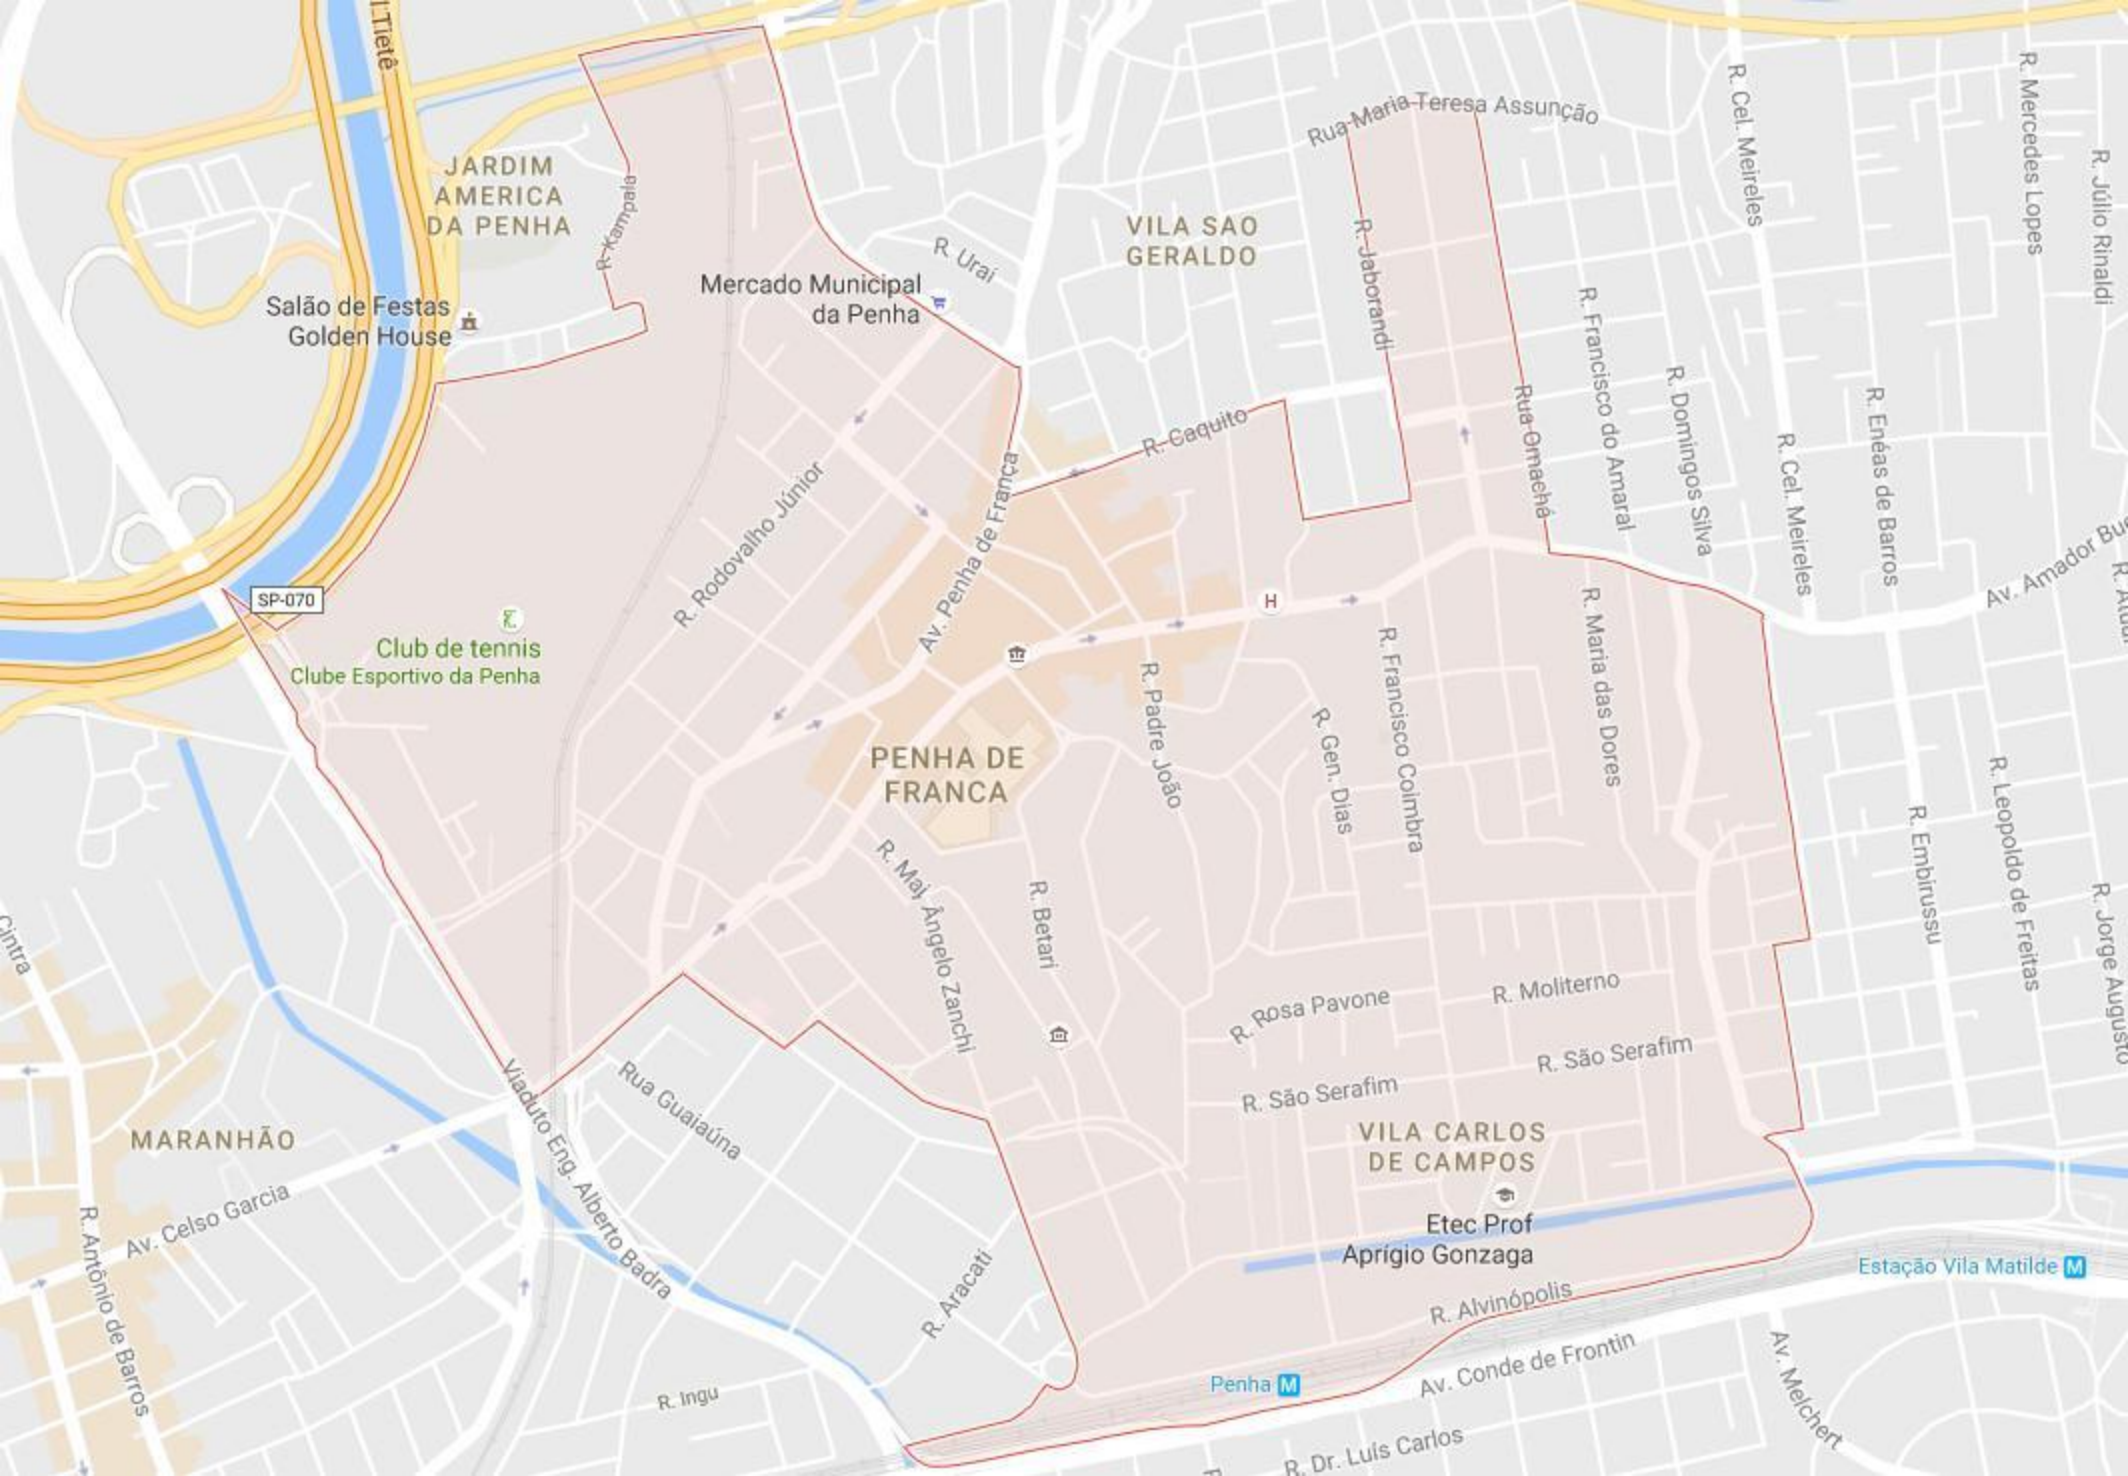 l Tietê
JARDIM
AMERICA
DA PENHA
R. Kampala
Salão de Festas
Golden House
Mercado Municipal
da Penha
R. Urai
VILA SAO
GERALDO
Rua Maria Teresa Assunção
R. Jaborandi
R. Caquito
Rua Omachá
R. Francisco do Amaral
R. Domingos Silva
R. Cel. Meireles
R. Cel. Meireles
R. Enéas de Barros
R. Mercedes Lopes
R. Júlio Rinaldi
Av. Amador Bu
SP-070
Club de tennis
Clube Esportivo da Penha
R. Rodovalho Júnior
Av. Penha de França
H
PENHA DE
FRANCA
R. Padre João
R. Gen. Dias
R. Francisco Coimbra
R. Maria das Dores
R. Maj. Ângelo Zanchi
R. Betari
R. Rosa Pavone
R. Moliterno
R. São Serafim
R. São Serafim
R. Embirussu
R. Leopoldo de Freitas
R. Jorge Augusto
VILA CARLOS
DE CAMPOS
Etec Prof
Aprígio Gonzaga
R. Alvinópolis
Estação Vila Matilde M
Penha M
Av. Conde de Frontin
Av. Melchert
R. Dr. Luís Carlos
Cintra
MARANHÃO
Av. Celso Garcia
R. Antônio de Barros
Viaduto Eng. Alberto Badra
Rua Guaiaúna
R. Aracati
R. Ingu